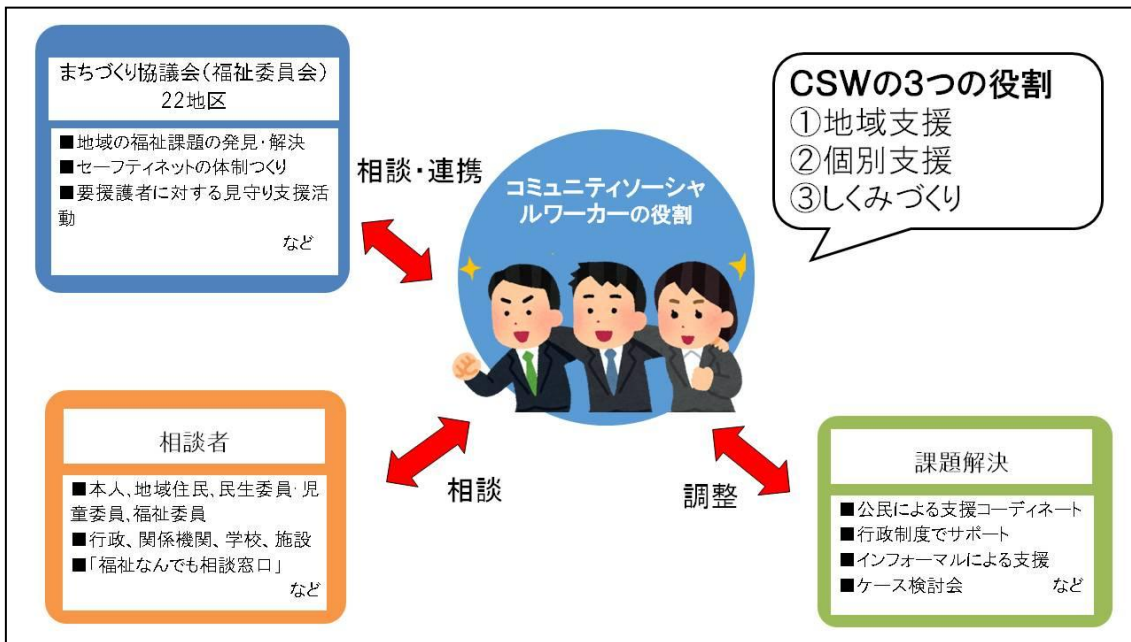 まちづくり協議会(福祉委員会)
22地区
■地域の福祉課題の発見・解決
■セーフティネットの体制つくり
■要援護者に対する見守り支援活
動
など
相談・連携
コミュニティソーシャ
ルワーカーの役割
CSWの3つの役割
①地域支援
②個別支援
③しくみづくり
相談者
■本人、地域住民、民生委員・児
童委員、福祉委員
■行政、関係機関、学校、施設
■「福祉なんでも相談窓口」
など
相談
調整
課題解決
■公民による支援コーディネート
■行政制度でサポート
■インフォーマルによる支援
■ケース検討会 など